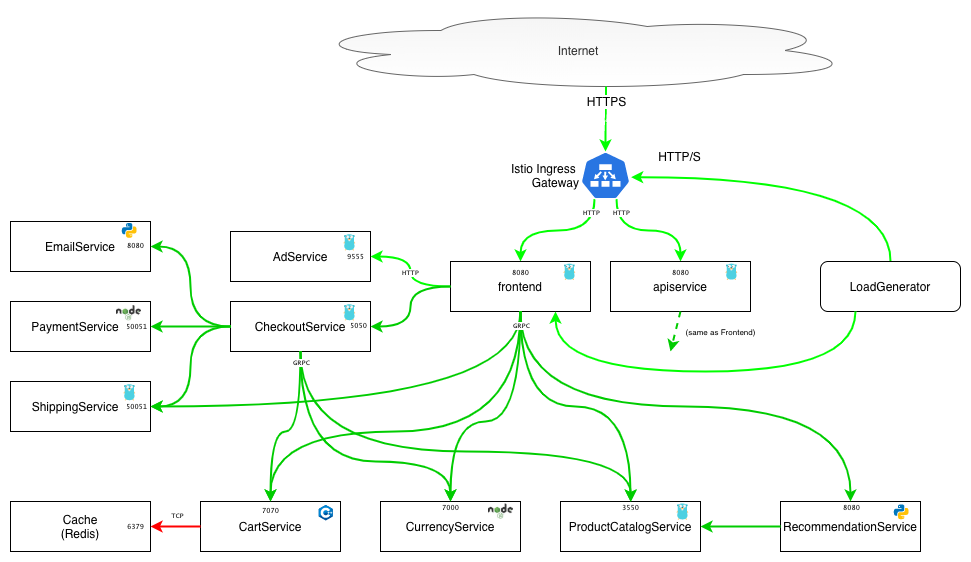 Internet
HTTPS
HTTP/S
Istio Ingress
Gateway
HTTP
HTTP
EmailService
8080
AdService
9555
HTTP
8080
frontend
8080
apiservice
LoadGenerator
node
PaymentService
50051
CheckoutService
5050
GRPC
(same as Frontend)
GRPC
ShippingService
50051
Cache
(Redis)
6379
TCP
7070
CartService
7000
node
CurrencyService
3550
ProductCatalogService
8080
RecommendationService